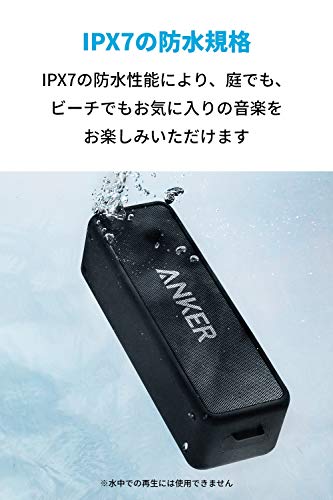 IPX7の防水規格
IPX7の防水性能により、庭でも、
ビーチでもお気に入りの音楽を
お楽しみいただけます
ANKER
※水中での再生には使用できません